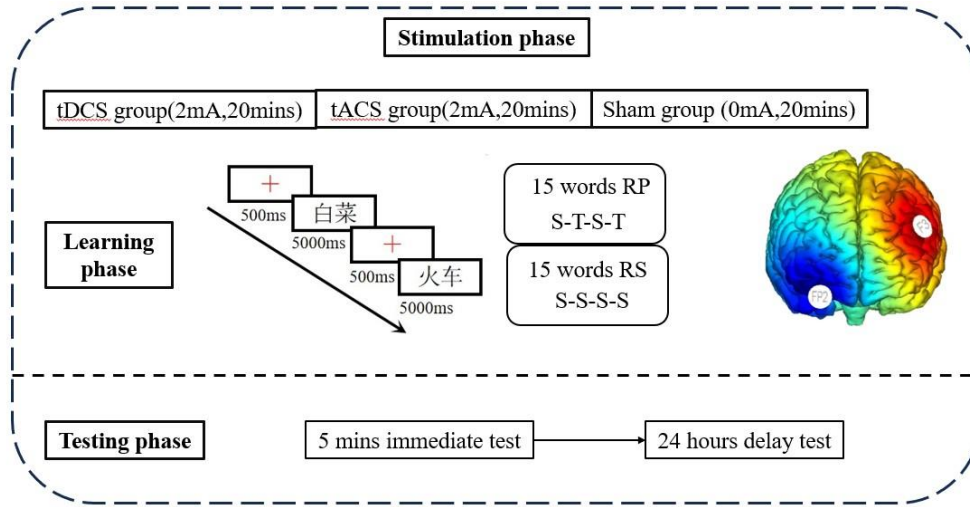 Stimulation phase
tDCS group(2mA,20mins)
tACS group(2mA,20mins)
Sham group (0mA,20mins)
Learning
phase
+
500ms
白菜
5000ms
+
500ms
火车
5000ms
15 words RP
S-T-S-T
15 words RS
S-S-S-S
FP2
Testing phase
5 mins immediate test
24 hours delay test